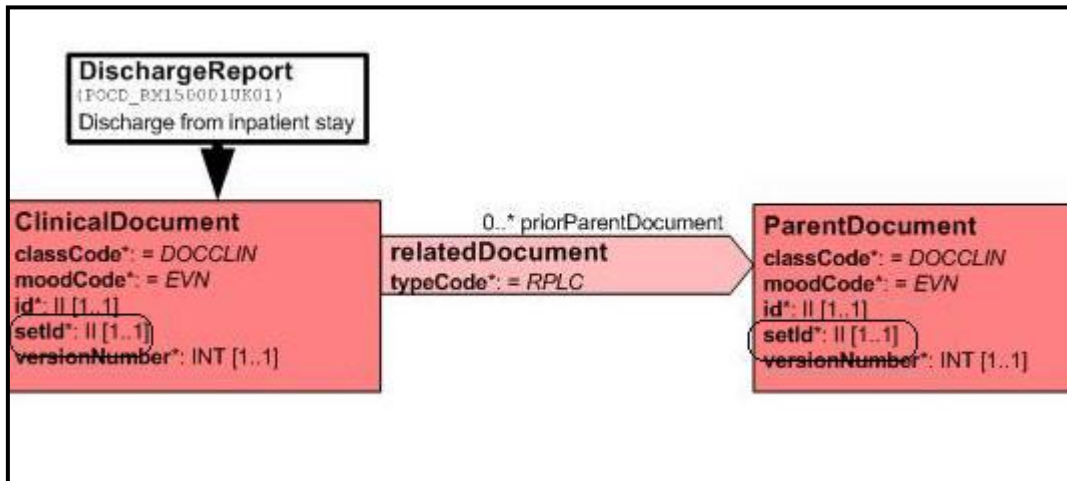 DischargeReport
(POCD_RM150001UK01)
Discharge from inpatient stay
ClinicalDocument
classCode*: = DOCCLIN
moodCode*: = EVN
id*: II [1..1]
setId*: II [1..1]
versionNumber*: INT [1..1]
0..* priorParentDocument
relatedDocument
typeCode*: = RPLC
ParentDocument
classCode*: = DOCCLIN
moodCode*: = EVN
id*: II [1..1]
setId*: II [1..1]
versionNumber*: INT [1..1]